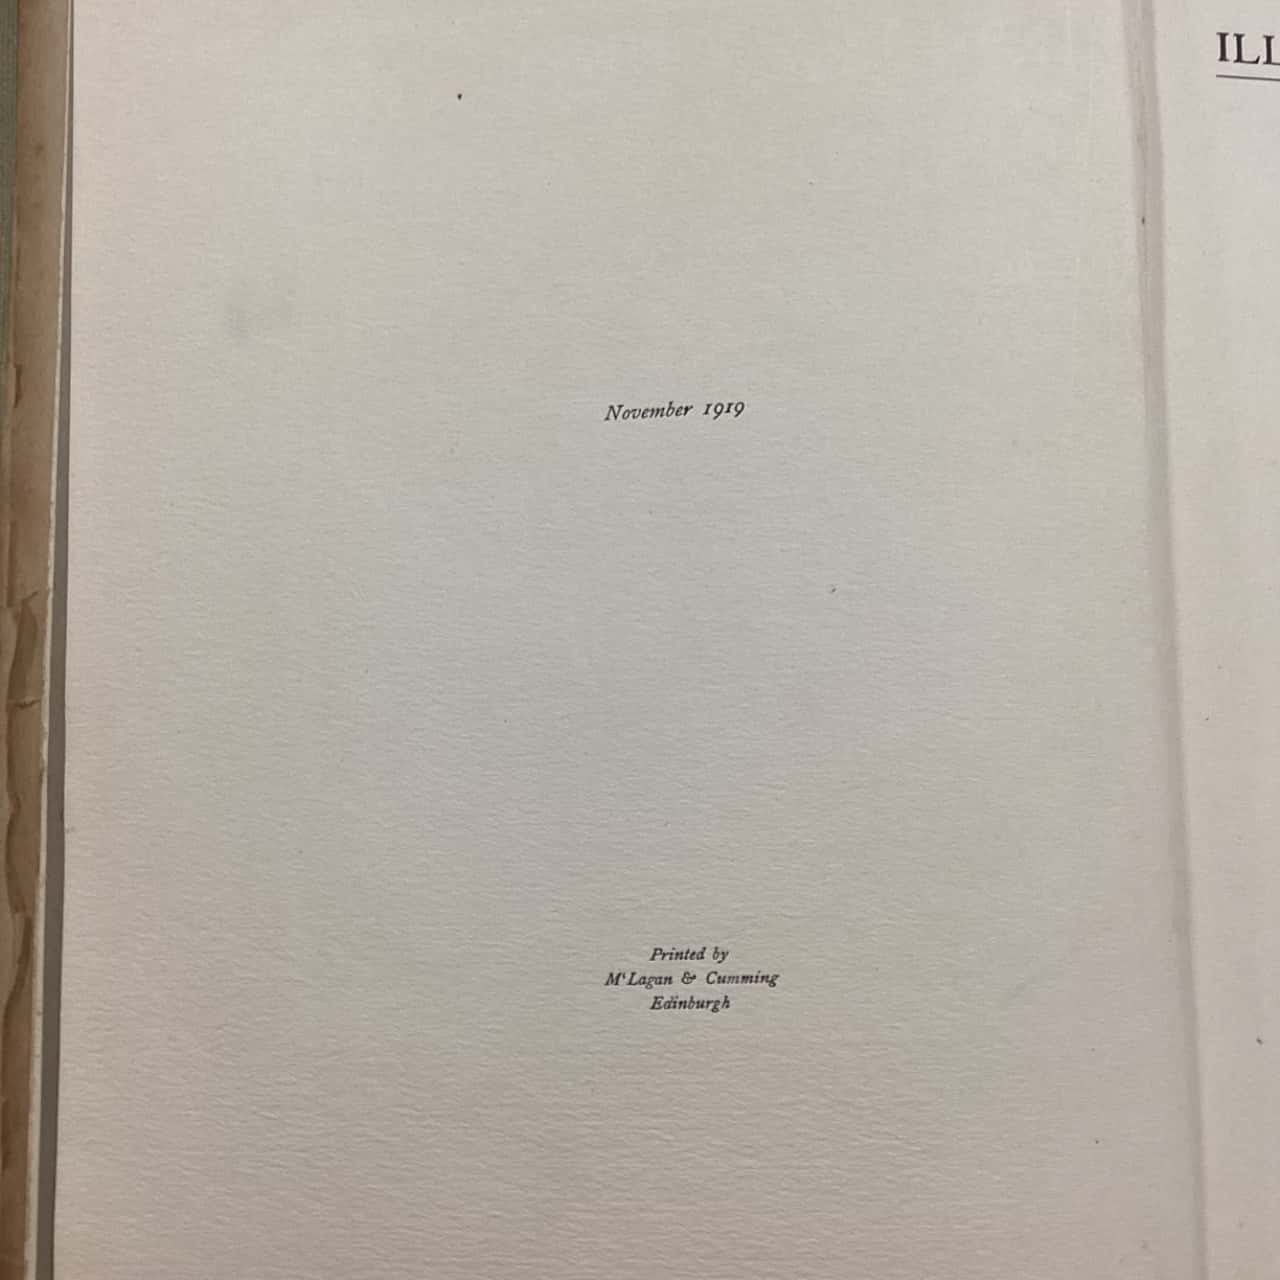 November 1919
Printed by
M‘Lagan & Cumming
Edinburgh
ILL